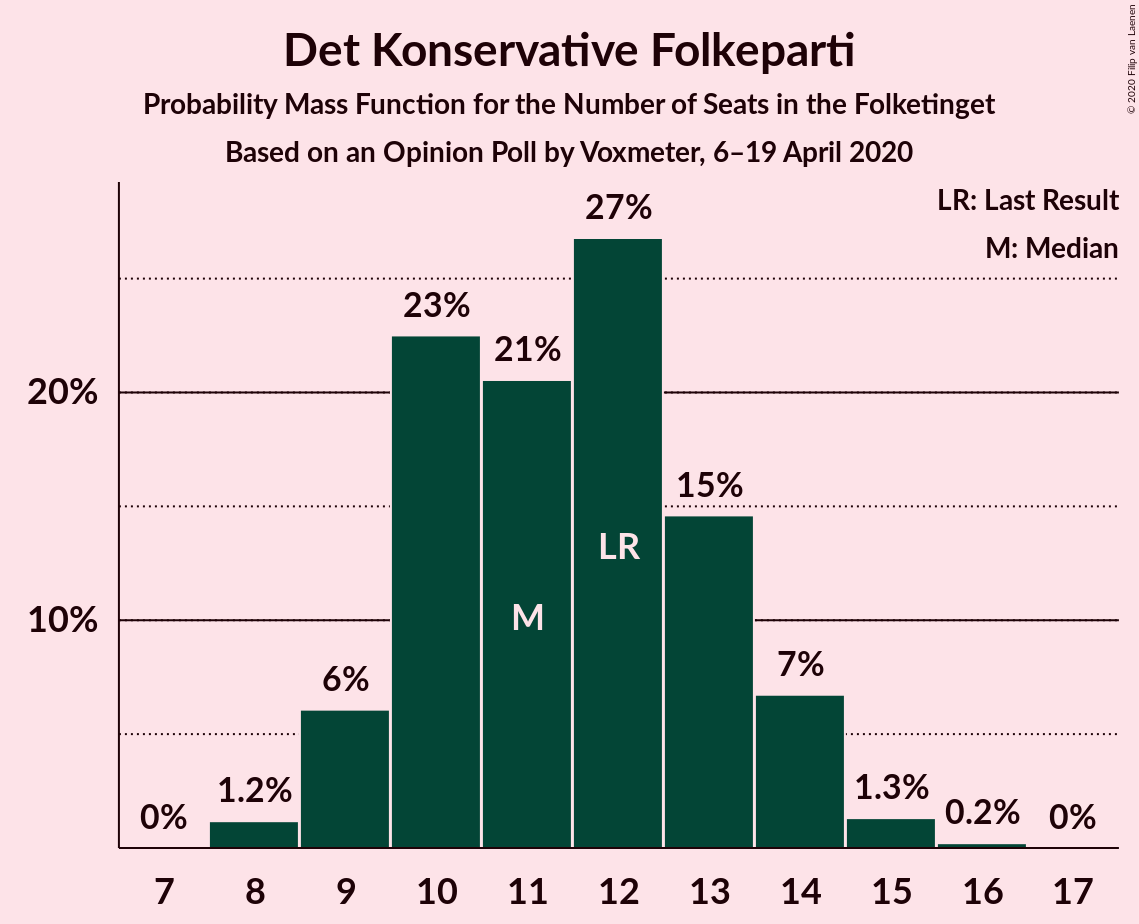 Det Konservative Folkeparti
Probability Mass Function for the Number of Seats in the Folketinget
Based on an Opinion Poll by Voxmeter, 6–19 April 2020
© 2020 Filip van Laenen
LR: Last Result
M: Median
27%
23%
21%
20%
15%
LR
M
10%
7%
6%
1.2%
1.3%
0.2%
0%
0%
7 8 9 10 11 12 13 14 15 16 17